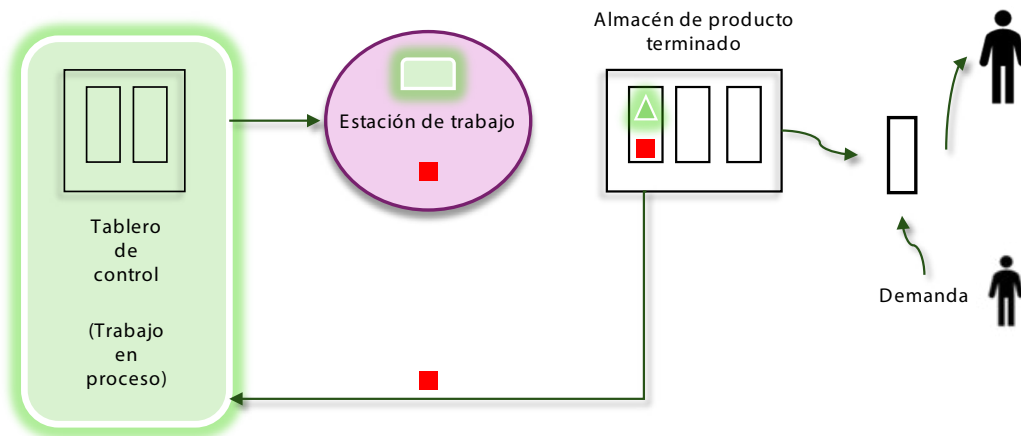 Tablero
de
control
(Trabajo
en
proceso)
Estación de trabajo
Almacén de producto
terminado
Demanda